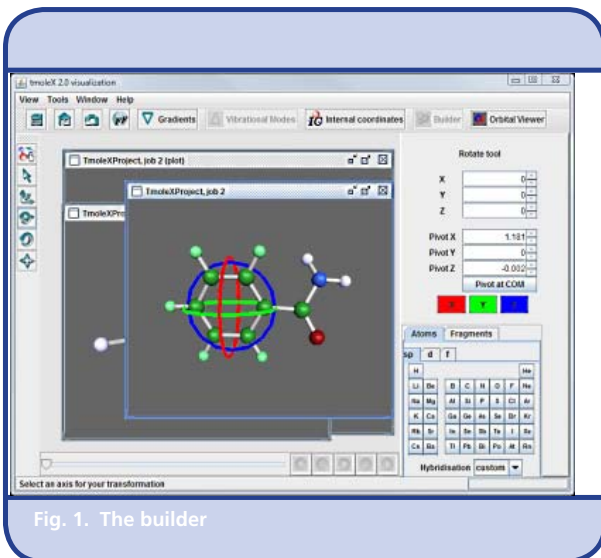 tmoleX 2.0 visualization
View Tools Window Help
Gradients Vibrational Modes Internal coordinates Builder Orbital Viewer
TmoleXProject, job 2 (plot)
TmoleXProject, job 2
TmoleXPro
Rotate tool
X 0
Y 0
Z 0
Pivot X 1.181
Pivot Y 0
Pivot Z -0.002
Pivot at COM
X Y Z
Atoms Fragments
sp d f
H He
Li Be B C N O F Ne
Na Mg Al Si P S Cl Ar
K Ca Ga Ge As Se Br Kr
Rb Sr In Sn Sb Te I Xe
Cs Ba Tl Pb Bi Po At Rn
Hybridisation custom
Select an axis for your transformation
Fig. 1. The builder